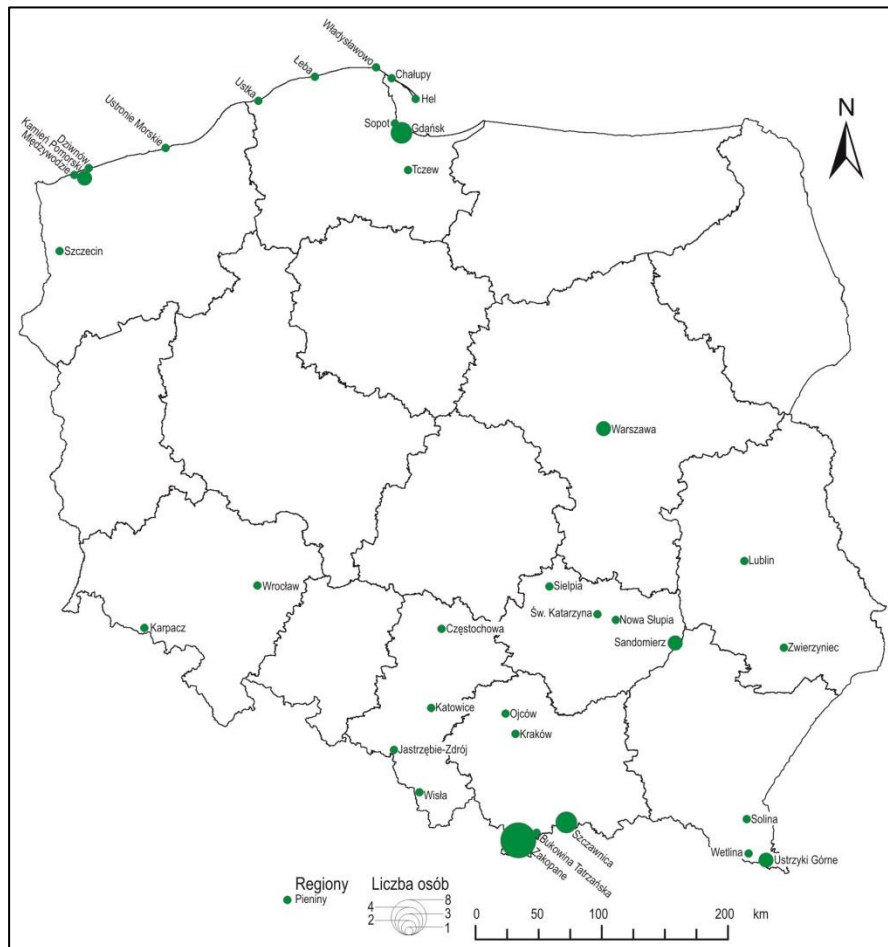 Władysławowo
Łeba
Chałupy
Ustka
Hel
N
Ustronie Morskie
Sopot
Gdańsk
Dziwnów
Kamień Pomorski
Międzywodzie
Tczew
Szczecin
Warszawa
Lublin
Wrocław
Sielpia
Św. Katarzyna
Nowa Słupia
Karpacz
Częstochowa
Sandomierz
Zwierzyniec
Katowice
Ojców
Kraków
Jastrzębie-Zdrój
Wisła
Solina
Szczawnica
Bukowina Tatrzańska
Zakopane
Wetlina
Ustrzyki Górne
Regiony
Pieniny
Liczba osób
8
4
3
2
1
0 50 100 200 km